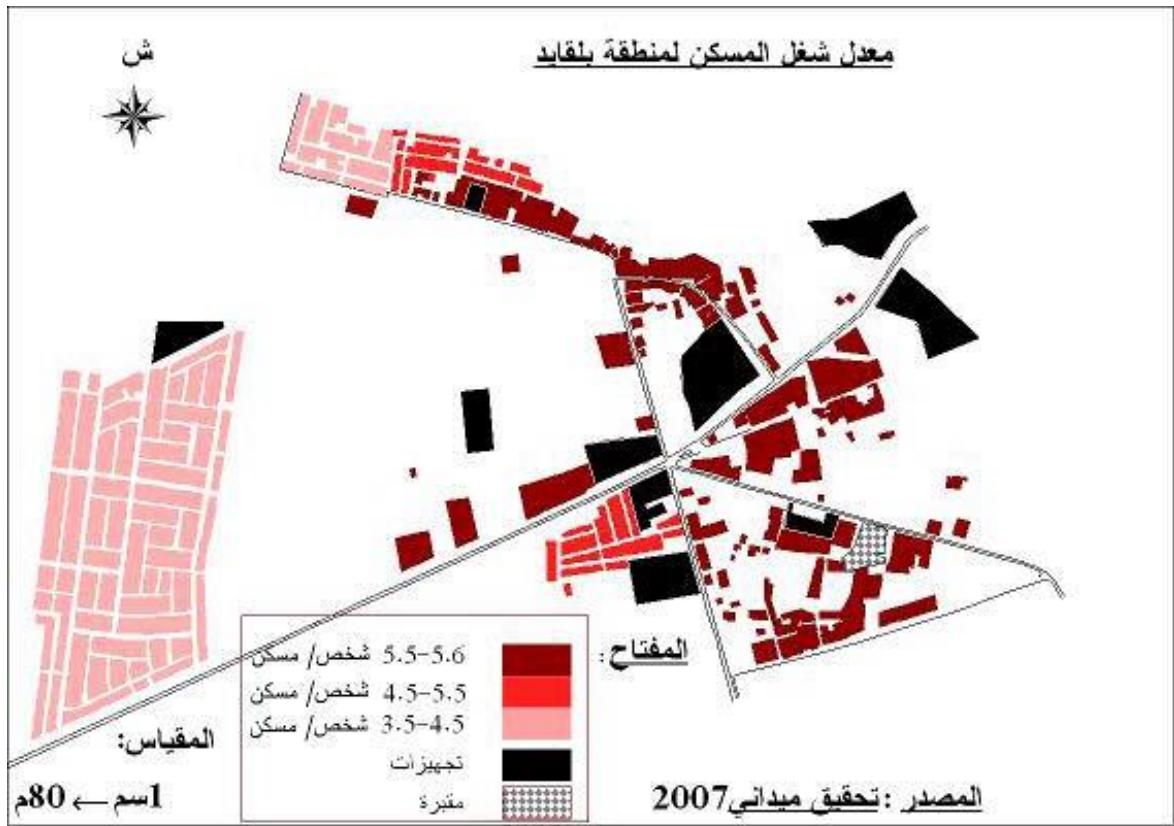 معدل شغل المسكن لمنطقة بلقايد
ش
المفتاح:
5.5-5.6 شخص/ مسكن
4.5-5.5 شخص/ مسكن
3.5-4.5 شخص/ مسكن
تجهيزات
مقبرة
المقياس:
1سم ← 80م
المصدر :تحقيق ميداني2007